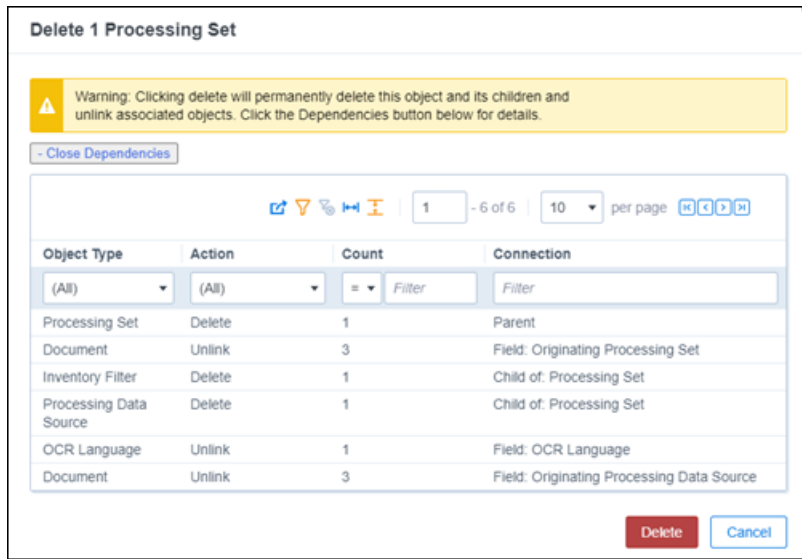 Delete 1 Processing Set
Warning: Clicking delete will permanently delete this object and its children and
unlink associated objects. Click the Dependencies button below for details.
- Close Dependencies
1 - 6 of 6 10 per page
Object Type Action Count Connection
(All) (All) = Filter Filter
Processing Set Delete 1 Parent
Document Unlink 3 Field: Originating Processing Set
Inventory Filter Delete 1 Child of: Processing Set
Processing Data Delete 1 Child of: Processing Set
Source
OCR Language Unlink 1 Field: OCR Language
Document Unlink 3 Field: Originating Processing Data Source
Delete Cancel